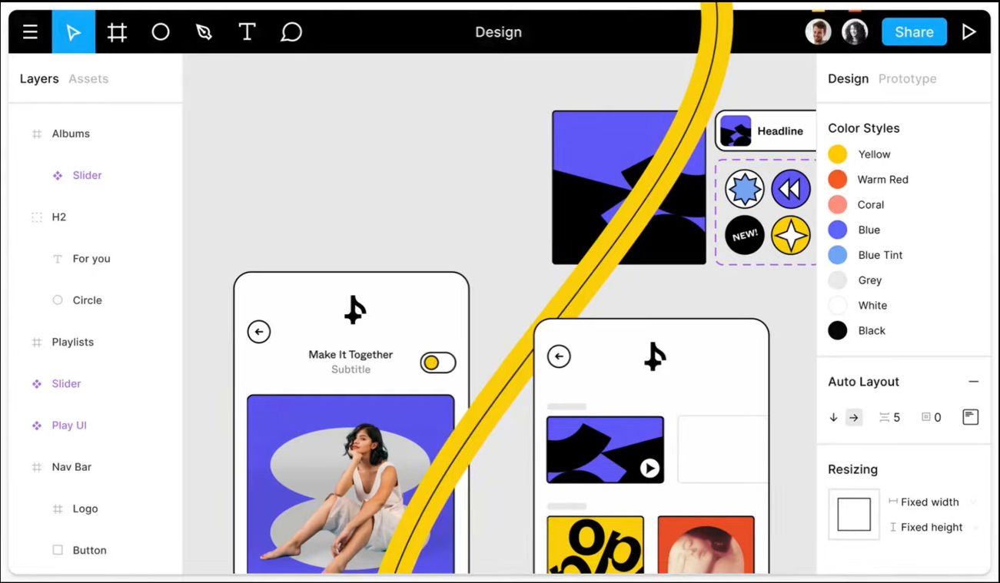 Design
Share
Layers Assets
Albums
Slider
H2
For you
Circle
Playlists
Slider
Play UI
Nav Bar
Logo
Button
Make It Together
Subtitle
Headline
NEW!
op
Design Prototype
Color Styles
Yellow
Warm Red
Coral
Blue
Blue Tint
Grey
White
Black
Auto Layout
5 0
Resizing
Fixed width
Fixed height